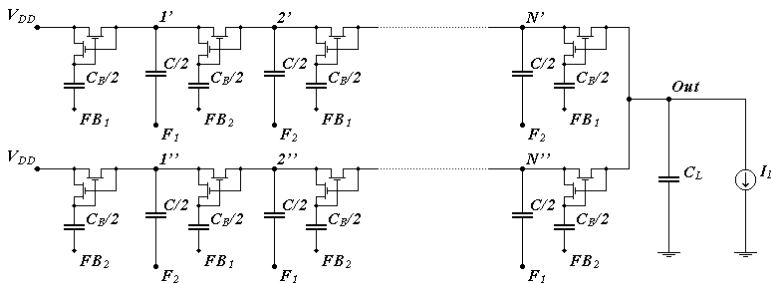 V_DD 1' 2' N'
C/2 C/2 C/2
C_B/2 C_B/2 C_B/2 C_B/2
FB_1 FB_2 FB_1 FB_1
F_1 F_2 F_2
Out
V_DD 1'' 2'' N''
C/2 C/2 C/2
C_B/2 C_B/2 C_B/2 C_B/2
C_L I_L
FB_2 FB_1 FB_2 FB_2
F_2 F_1 F_1